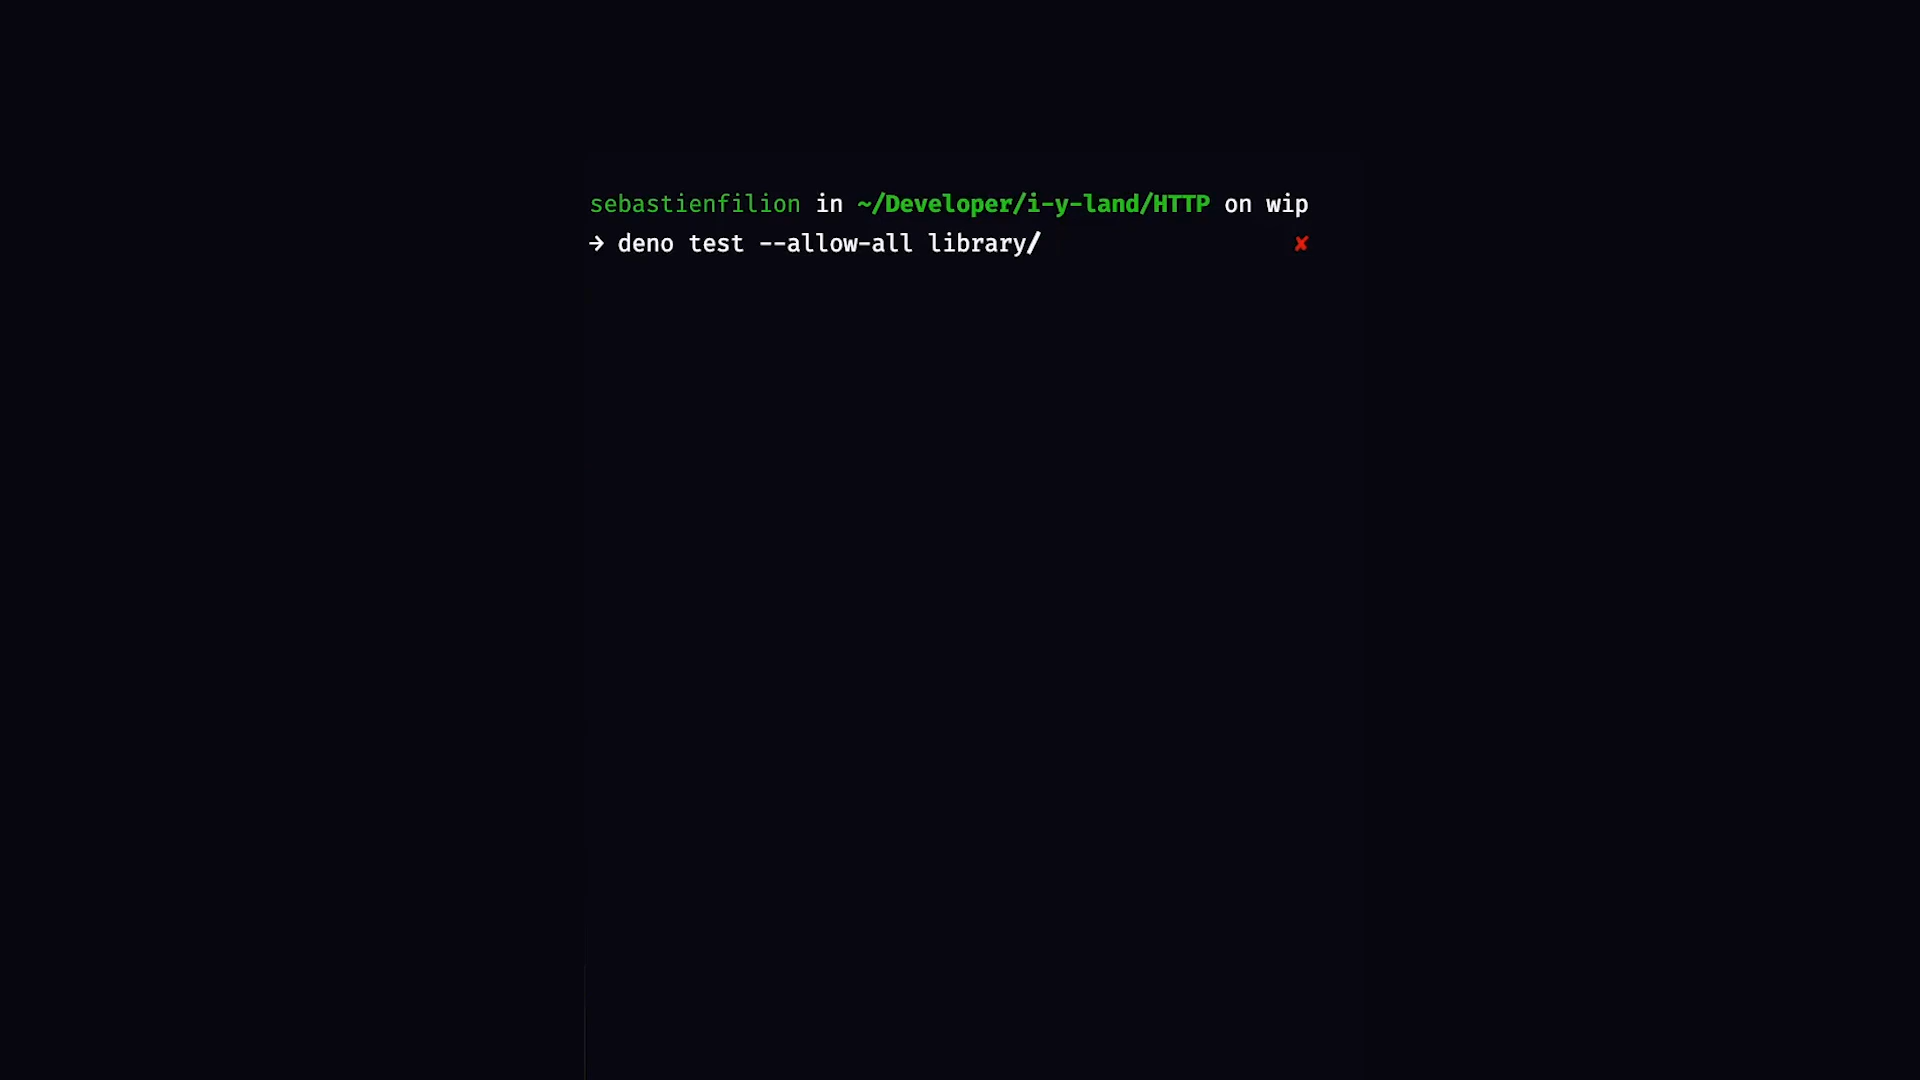 sebastienfilion in ~/Developer/i-y-land/HTTP on wip
→ deno test --allow-all library/ ✘